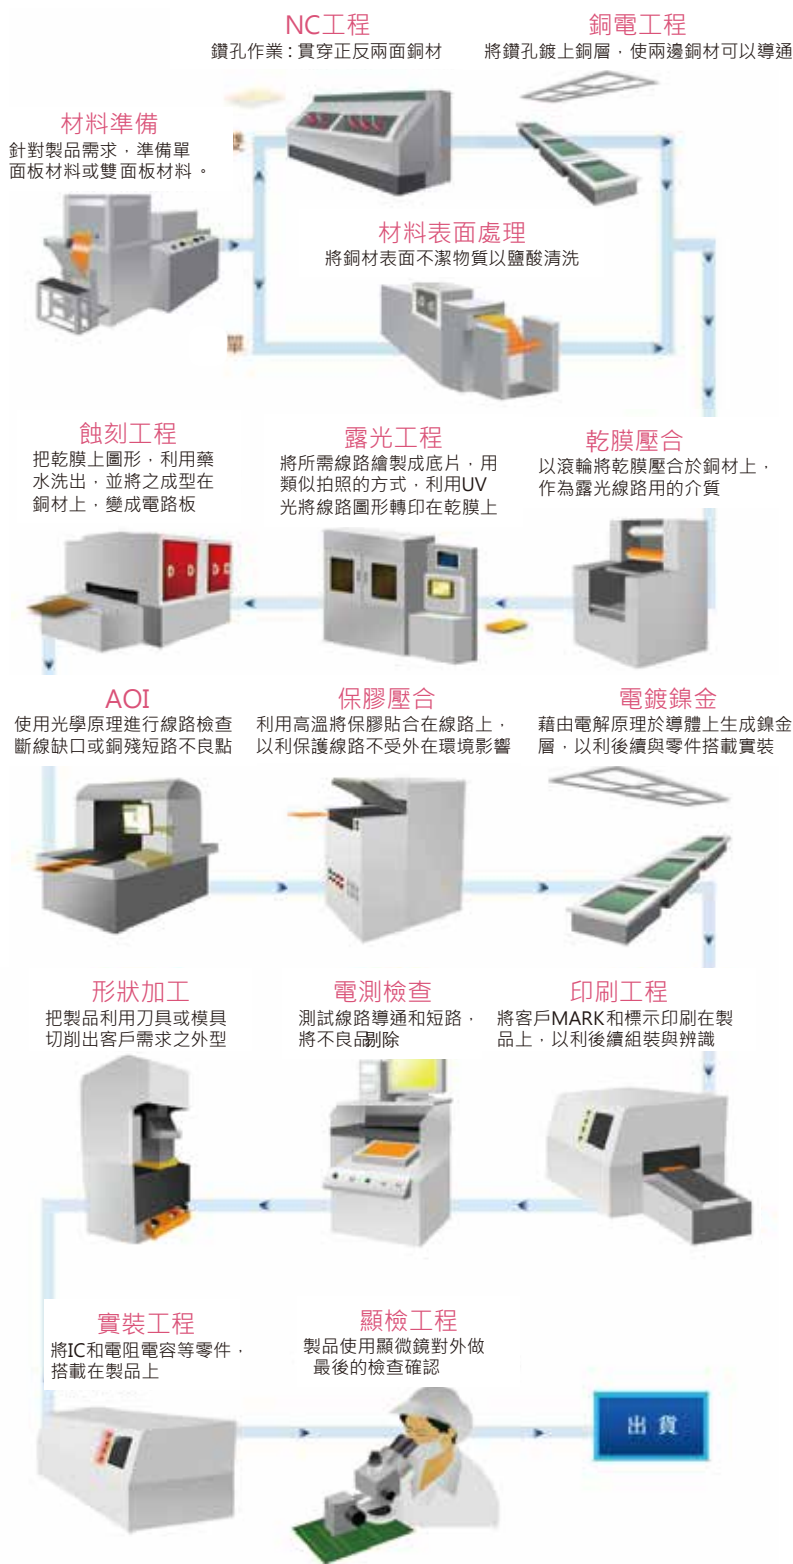 NC工程
鑽孔作業：貫穿正反兩面銅材
銅電工程
將鑽孔鍍上銅層，使兩邊銅材可以導通
材料準備
針對製品需求，準備單
面板材料或雙面板材料。
雙
材料表面處理
將銅材表面不潔物質以鹽酸清洗
單
蝕刻工程
把乾膜上圖形，利用藥
水洗出，並將之成型在
銅材上，變成電路板
露光工程
將所需線路繪製成底片，用
類似拍照的方式，利用UV
光將線路圖形轉印在乾膜上
乾膜壓合
以滾輪將乾膜壓合於銅材上，
作為露光線路用的介質
AOI
使用光學原理進行線路檢查
斷線缺口或銅殘短路不良點
保膠壓合
利用高溫將保膠貼合在線路上，
以利保護線路不受外在環境影響
電鍍鎳金
藉由電解原理於導體上生成鎳金
層，以利後續與零件搭載實裝
形狀加工
把製品利用刀具或模具
切削出客戶需求之外型
電測檢查
測試線路導通和短路，
將不良品剔除
印刷工程
將客戶MARK和標示印刷在製
品上，以利後續組裝與辨識
實裝工程
將IC和電阻電容等零件，
搭載在製品上
顯檢工程
製品使用顯微鏡對外做
最後的檢查確認
出貨